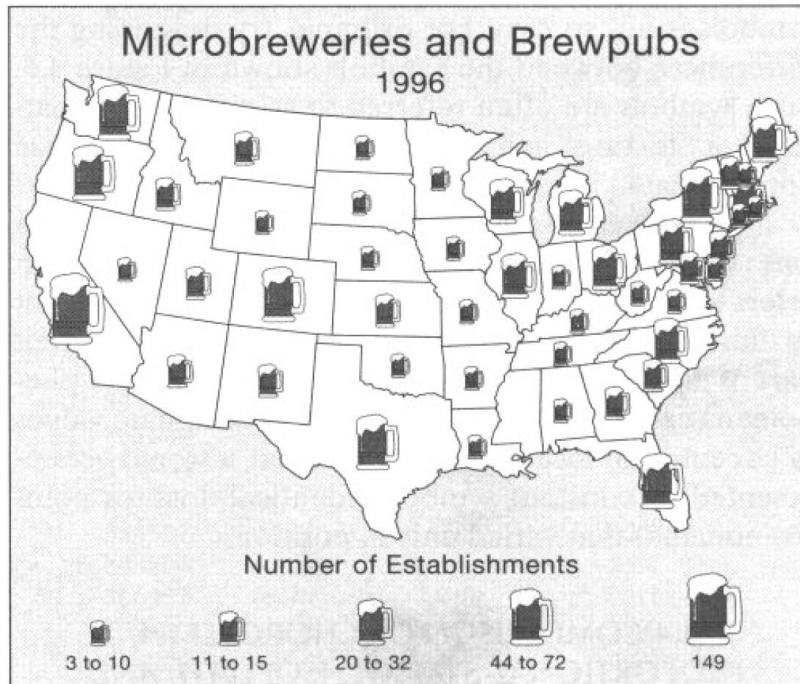 Microbreweries and Brewpubs
1996
Number of Establishments
3 to 10 11 to 15 20 to 32 44 to 72 149